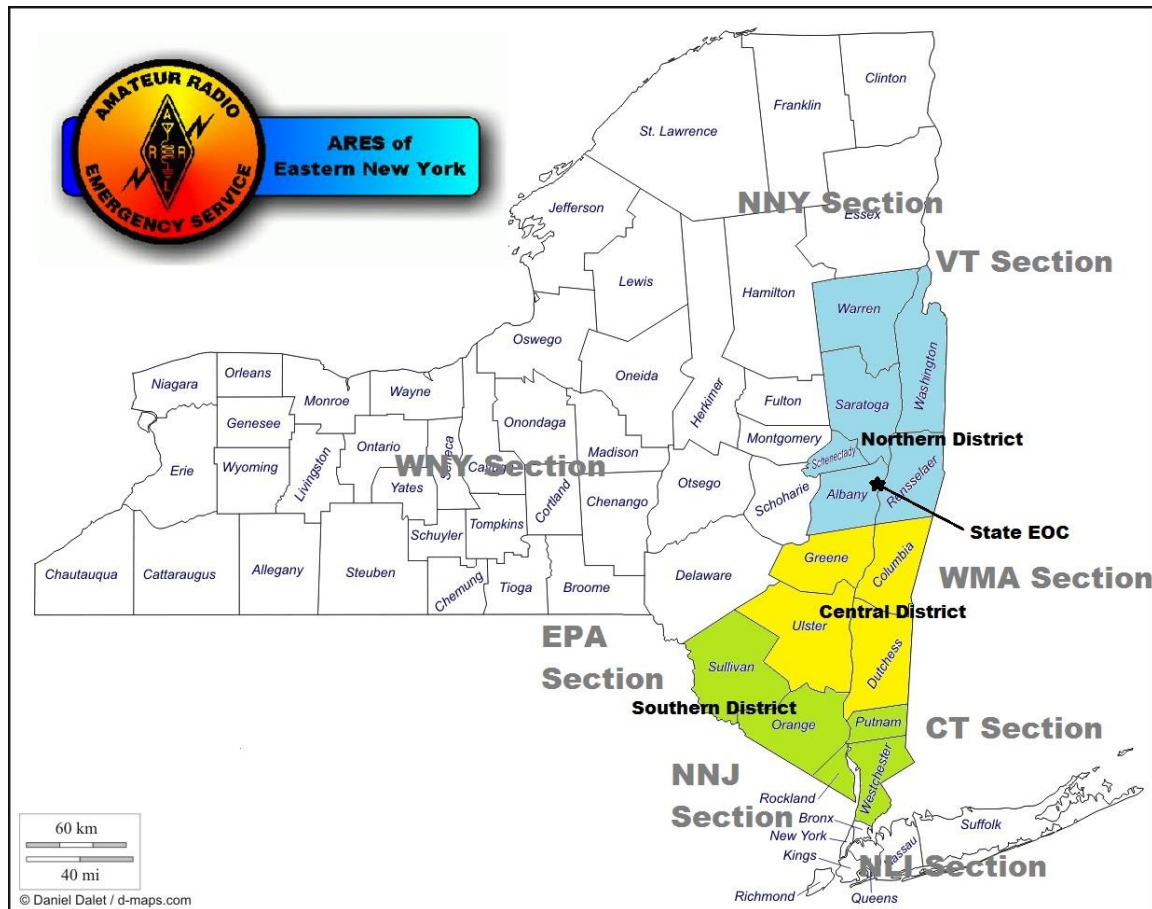 AMATEUR RADIO
EMERGENCY SERVICE
A
R R
L
ARES of
Eastern New York
Clinton
Franklin
St. Lawrence
NNY Section
Essex
Jefferson
VT Section
Lewis
Hamilton
Warren
Oswego
Washington
Oneida
Herkimer
Niagara
Orleans
Monroe
Wayne
Fulton
Saratoga
Genesee
Onondaga
Montgomery
Northern District
Ontario
Seneca
Madison
Schenectady
Erie
Wyoming
Livingston
WNY Section
Cayuga
Yates
Cortland
Chenango
Otsego
Schoharie
Albany
Rensselaer
Schuyler
Tompkins
State EOC
Chautauqua
Cattaraugus
Allegany
Steuben
Chemung
Tioga
Broome
Delaware
Greene
Columbia
WMA Section
Central District
Ulster
EPA
Section
Sullivan
Dutchess
Southern District
Orange
Putnam
CT Section
NNJ
Section
Westchester
Rockland
Bronx
New York
Suffolk
Kings
Nassau
NLI Section
Richmond
Queens
60 km
40 mi
© Daniel Dalet / d-maps.com